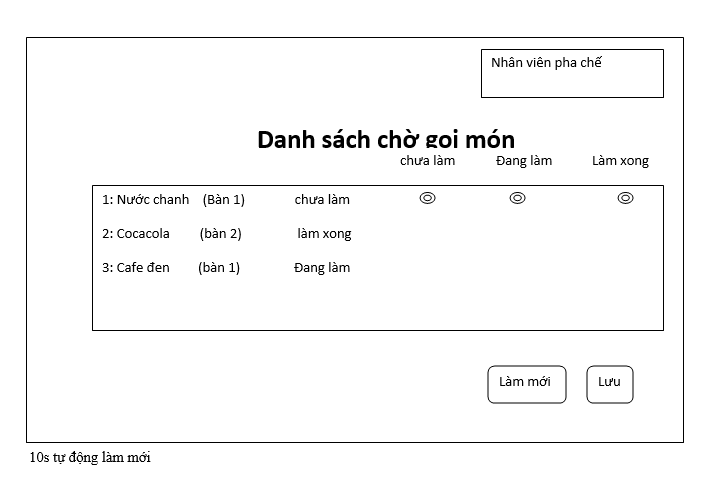 Nhân viên pha chế
Danh sách chờ gọi món
chưa làm Đang làm Làm xong
1: Nước chanh (Bàn 1) chưa làm
2: Cocacola (bàn 2) làm xong
3: Cafe đen (bàn 1) Đang làm
Làm mới Lưu
10s tự động làm mới